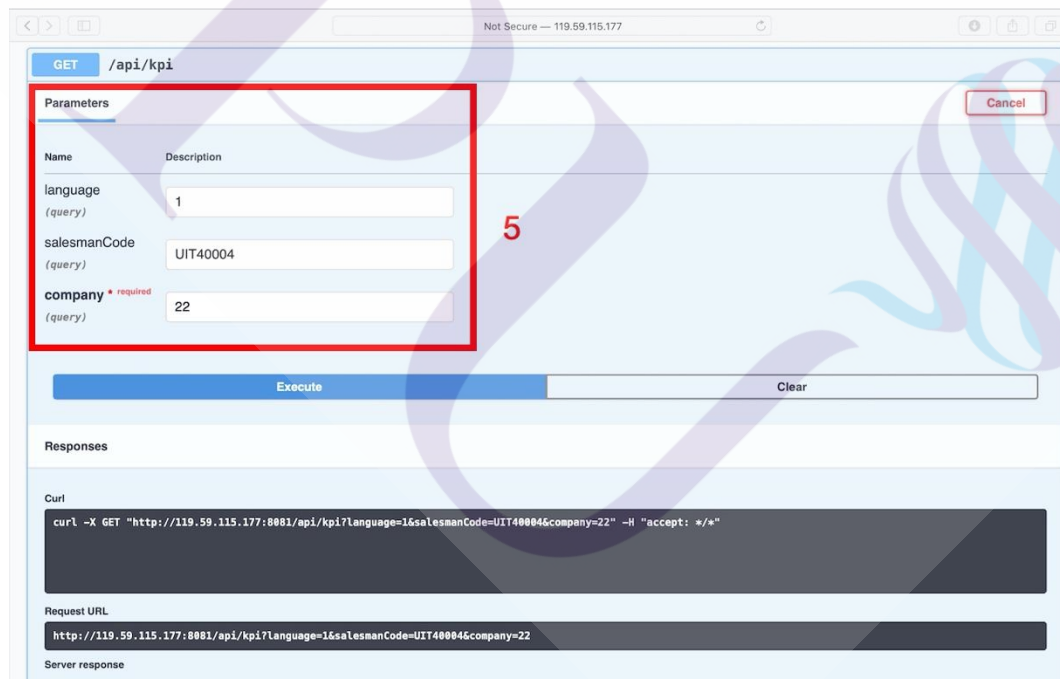 Not Secure — 119.59.115.177
GET /api/kpi
Parameters
Cancel
Name Description
language
(query)
1
salesmanCode
(query)
UIT40004
company * required
(query)
22
5
Execute Clear
Responses
Curl
curl -X GET "http://119.59.115.177:8081/api/kpi?language=1&salesmanCode=UIT40004&company=22" -H "accept: */*"
Request URL
http://119.59.115.177:8081/api/kpi?language=1&salesmanCode=UIT40004&company=22
Server response